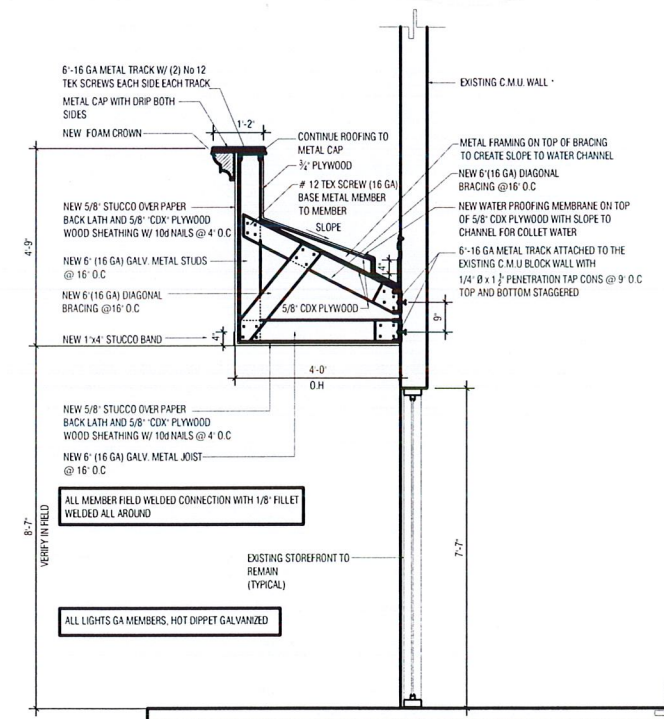 6"-16 GA METAL TRACK W/ (2) No 12
TEK SCREWS EACH SIDE EACH TRACK
METAL CAP WITH DRIP BOTH
SIDES
NEW FOAM CROWN
1'-2"
CONTINUE ROOFING TO
METAL CAP
3/4" PLYWOOD
# 12 TEX SCREW (16 GA)
BASE METAL MEMBER
TO MEMBER
SLOPE
EXISTING C.M.U. WALL
METAL FRAMING ON TOP OF BRACING
TO CREATE SLOPE TO WATER CHANNEL
NEW 6"(16 GA) DIAGONAL
BRACING @16" O.C
NEW WATER PROOFING MEMBRANE ON TOP
OF 5/8" CDX PLYWOOD WITH SLOPE TO
CHANNEL FOR COLLET WATER
6"-16 GA METAL TRACK ATTACHED TO THE
EXISTING C.M.U BLOCK WALL WITH
1/4" Ø x 1 1/2" PENETRATION TAP CONS @ 9" O.C
TOP AND BOTTOM STAGGERED
NEW 5/8" STUCCO OVER PAPER
BACK LATH AND 5/8" "CDX" PLYWOOD
WOOD SHEATHING W/ 10d NAILS @ 4" O.C
NEW 6" (16 GA) GALV. METAL STUDS
@ 16" O.C
NEW 6"(16 GA) DIAGONAL
BRACING @16" O.C
NEW 1"x4" STUCCO BAND
4'-9"
4"
4"
9"
5/8" CDX PLYWOOD
4'-0"
O.H
NEW 5/8" STUCCO OVER PAPER
BACK LATH AND 5/8" "CDX" PLYWOOD
WOOD SHEATHING W/ 10d NAILS @ 4" O.C
NEW 6" (16 GA) GALV. METAL JOIST
@ 16" O.C
ALL MEMBER FIELD WELDED CONNECTION WITH 1/8" FILLET
WELDED ALL AROUND
8'-7"
VERIFY IN FIELD
EXISTING STOREFRONT TO
REMAIN
(TYPICAL)
7'-7"
ALL LIGHTS GA MEMBERS, HOT DIPPET GALVANIZED